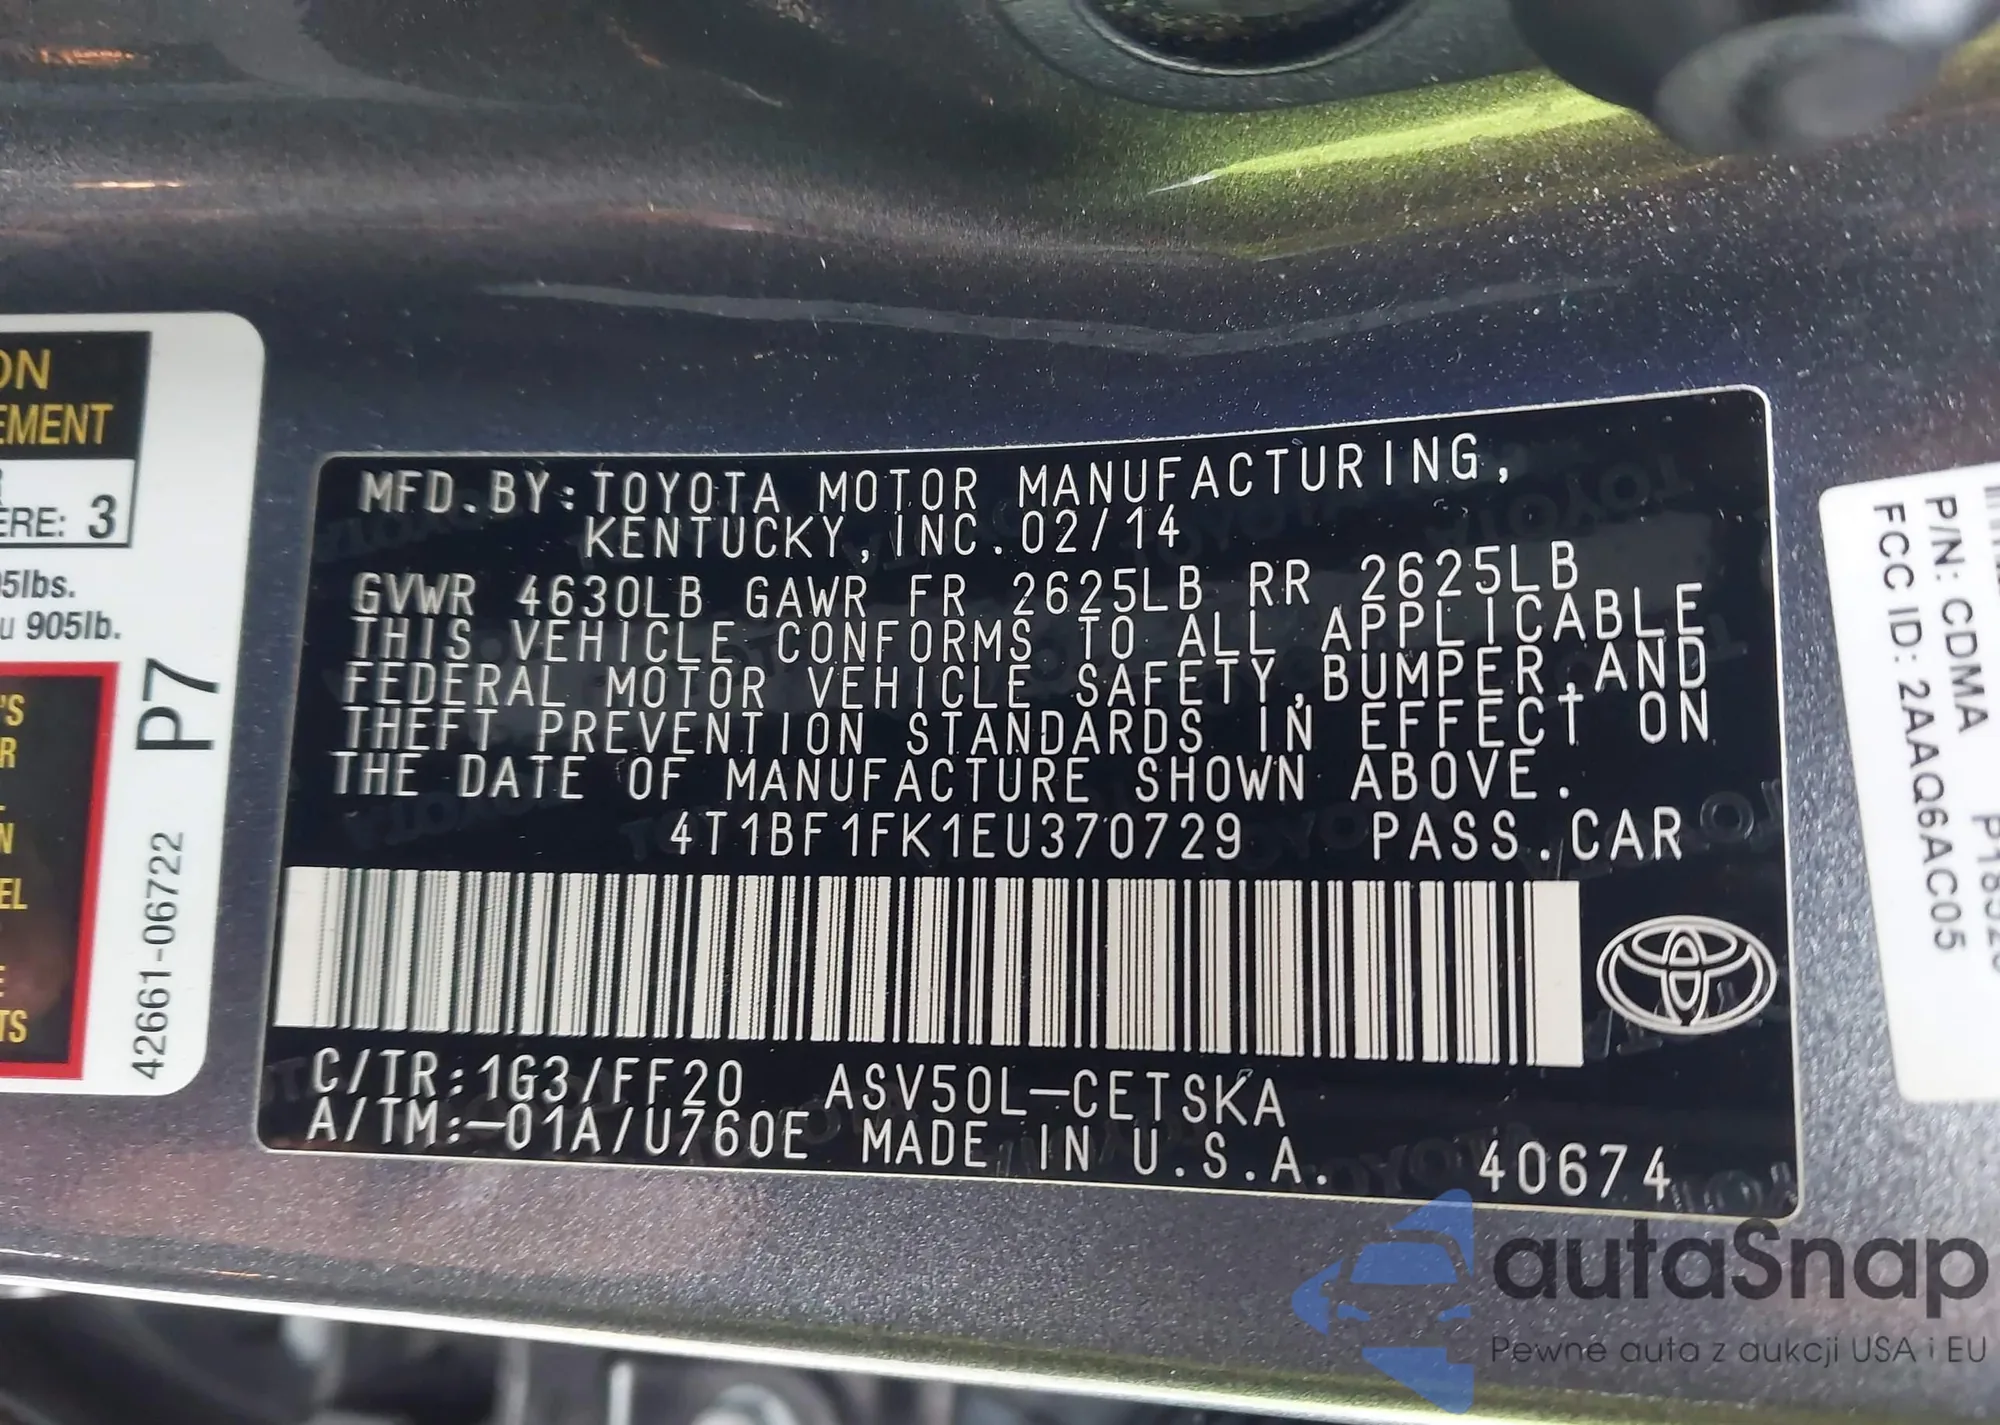 ON
EMENT
ERE: 3
5lbs.
u 905lb.
'S
R
N
EL
E
TS
P7
42661-06722
MFD.BY:TOYOTA MOTOR MANUFACTURING,
KENTUCKY,INC.02/14
GVWR 4630LB GAWR FR 2625LB RR 2625LB
THIS VEHICLE CONFORMS TO ALL APPLICABLE
FEDERAL MOTOR VEHICLE SAFETY,BUMPER,AND
THEFT PREVENTION STANDARDS IN EFFECT ON
THE DATE OF MANUFACTURE SHOWN ABOVE.
4T1BF1FK1EU370729 PASS.CAR
C/TR:1G3/FF20 ASV50L-CETSKA
A/TM:-01A/U760E MADE IN U.S.A. 40674
P/N: CDMA
FCC ID: 2AAQ6AC05
autaSnap
Pewne auta z aukcji USA i EU